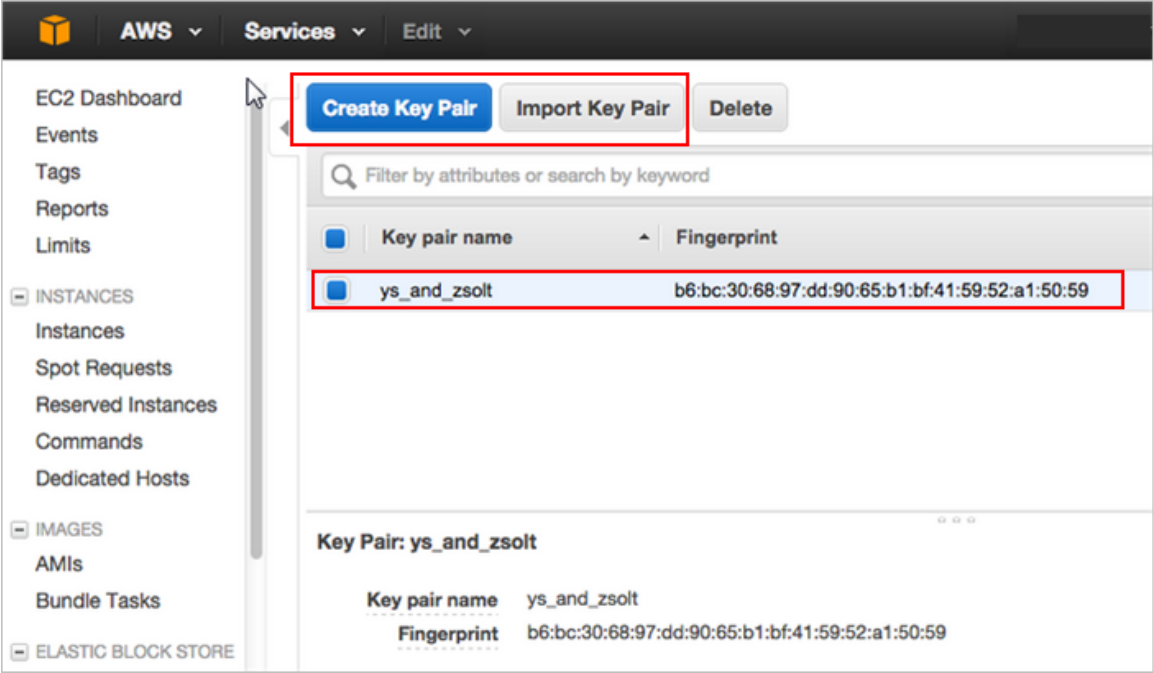 AWS Services Edit
EC2 Dashboard
Events
Tags
Reports
Limits
INSTANCES
Instances
Spot Requests
Reserved Instances
Commands
Dedicated Hosts
IMAGES
AMIs
Bundle Tasks
ELASTIC BLOCK STORE
Create Key Pair Import Key Pair Delete
Filter by attributes or search by keyword
Key pair name Fingerprint
ys_and_zsolt b6:bc:30:68:97:dd:90:65:b1:bf:41:59:52:a1:50:59
Key Pair: ys_and_zsolt
Key pair name ys_and_zsolt
Fingerprint b6:bc:30:68:97:dd:90:65:b1:bf:41:59:52:a1:50:59